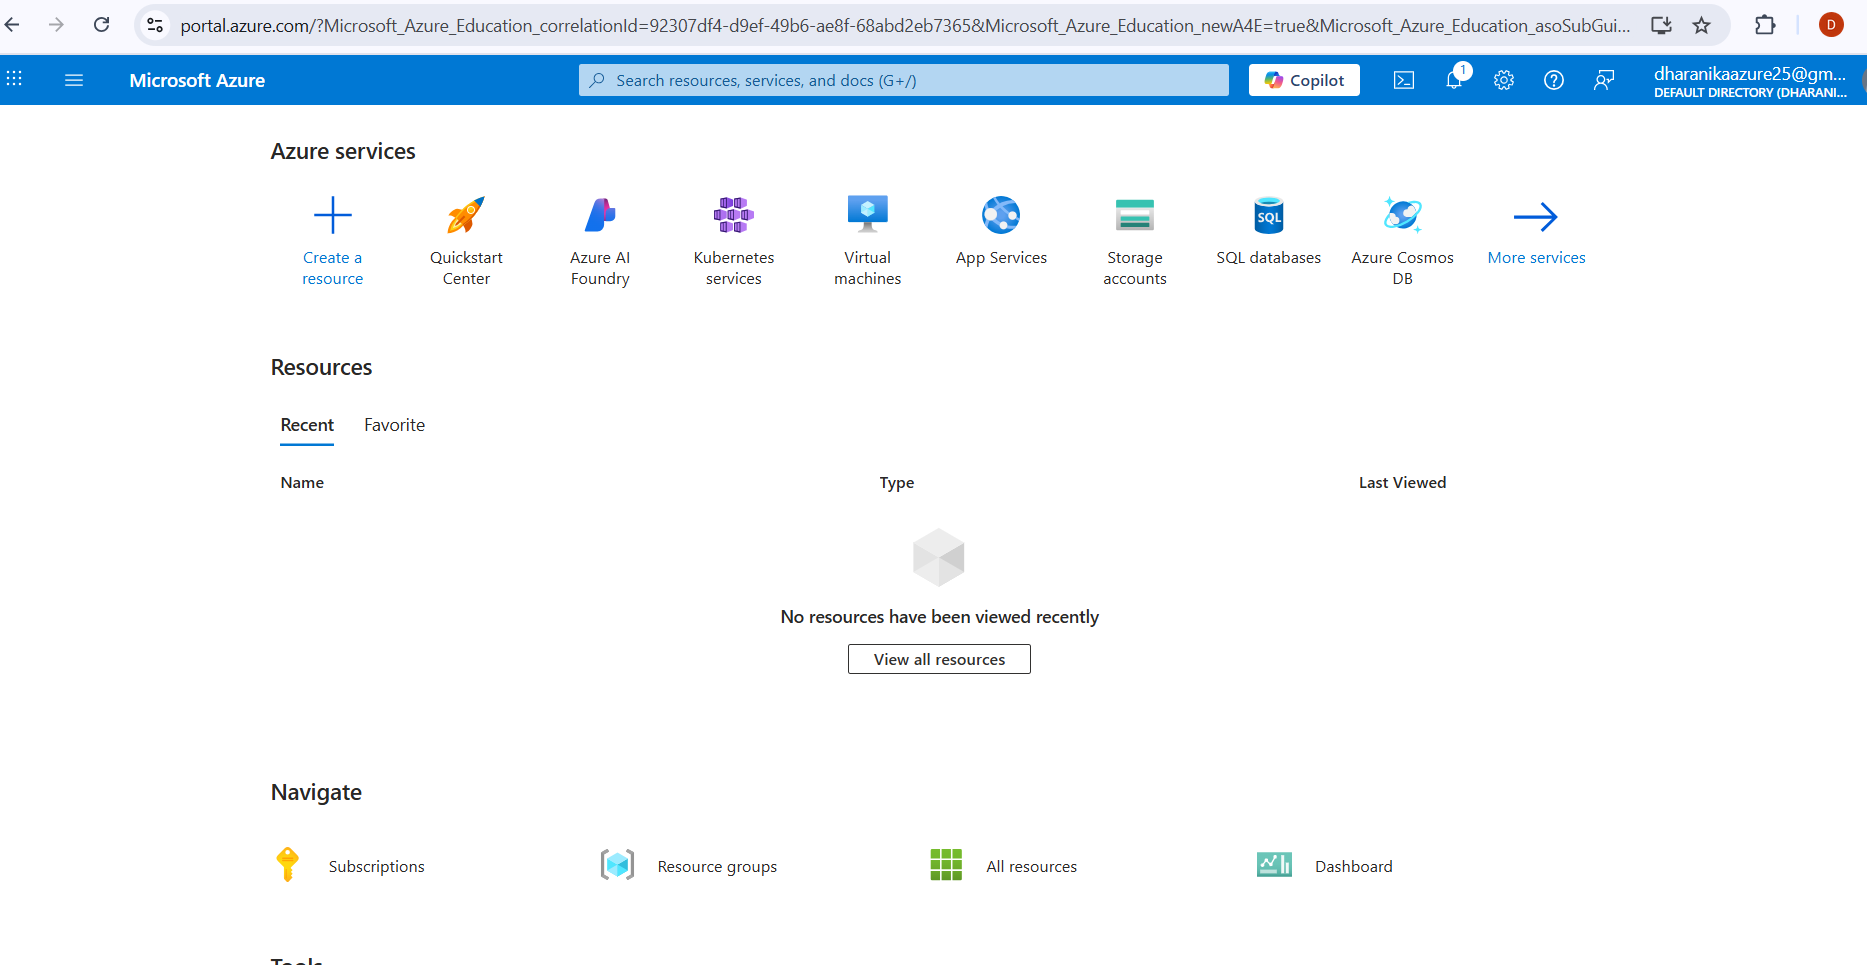 portal.azure.com/?Microsoft_Azure_Education_correlationId=92307df4-d9ef-49b6-ae8f-68abd2eb7365&Microsoft_Azure_Education_newA4E=true&Microsoft_Azure_Education_asoSubGui...
D
Microsoft Azure
Search resources, services, and docs (G+/)
Copilot
1
dharanikaazure25@gm...
DEFAULT DIRECTORY (DHARANI...
Azure services
Create a
resource
Quickstart
Center
Azure AI
Foundry
Kubernetes
services
Virtual
machines
App Services
Storage
accounts
SQL
SQL databases
Azure Cosmos
DB
More services
Resources
Recent
Favorite
Name
Type
Last Viewed
No resources have been viewed recently
View all resources
Navigate
Subscriptions
Resource groups
All resources
Dashboard
Tools